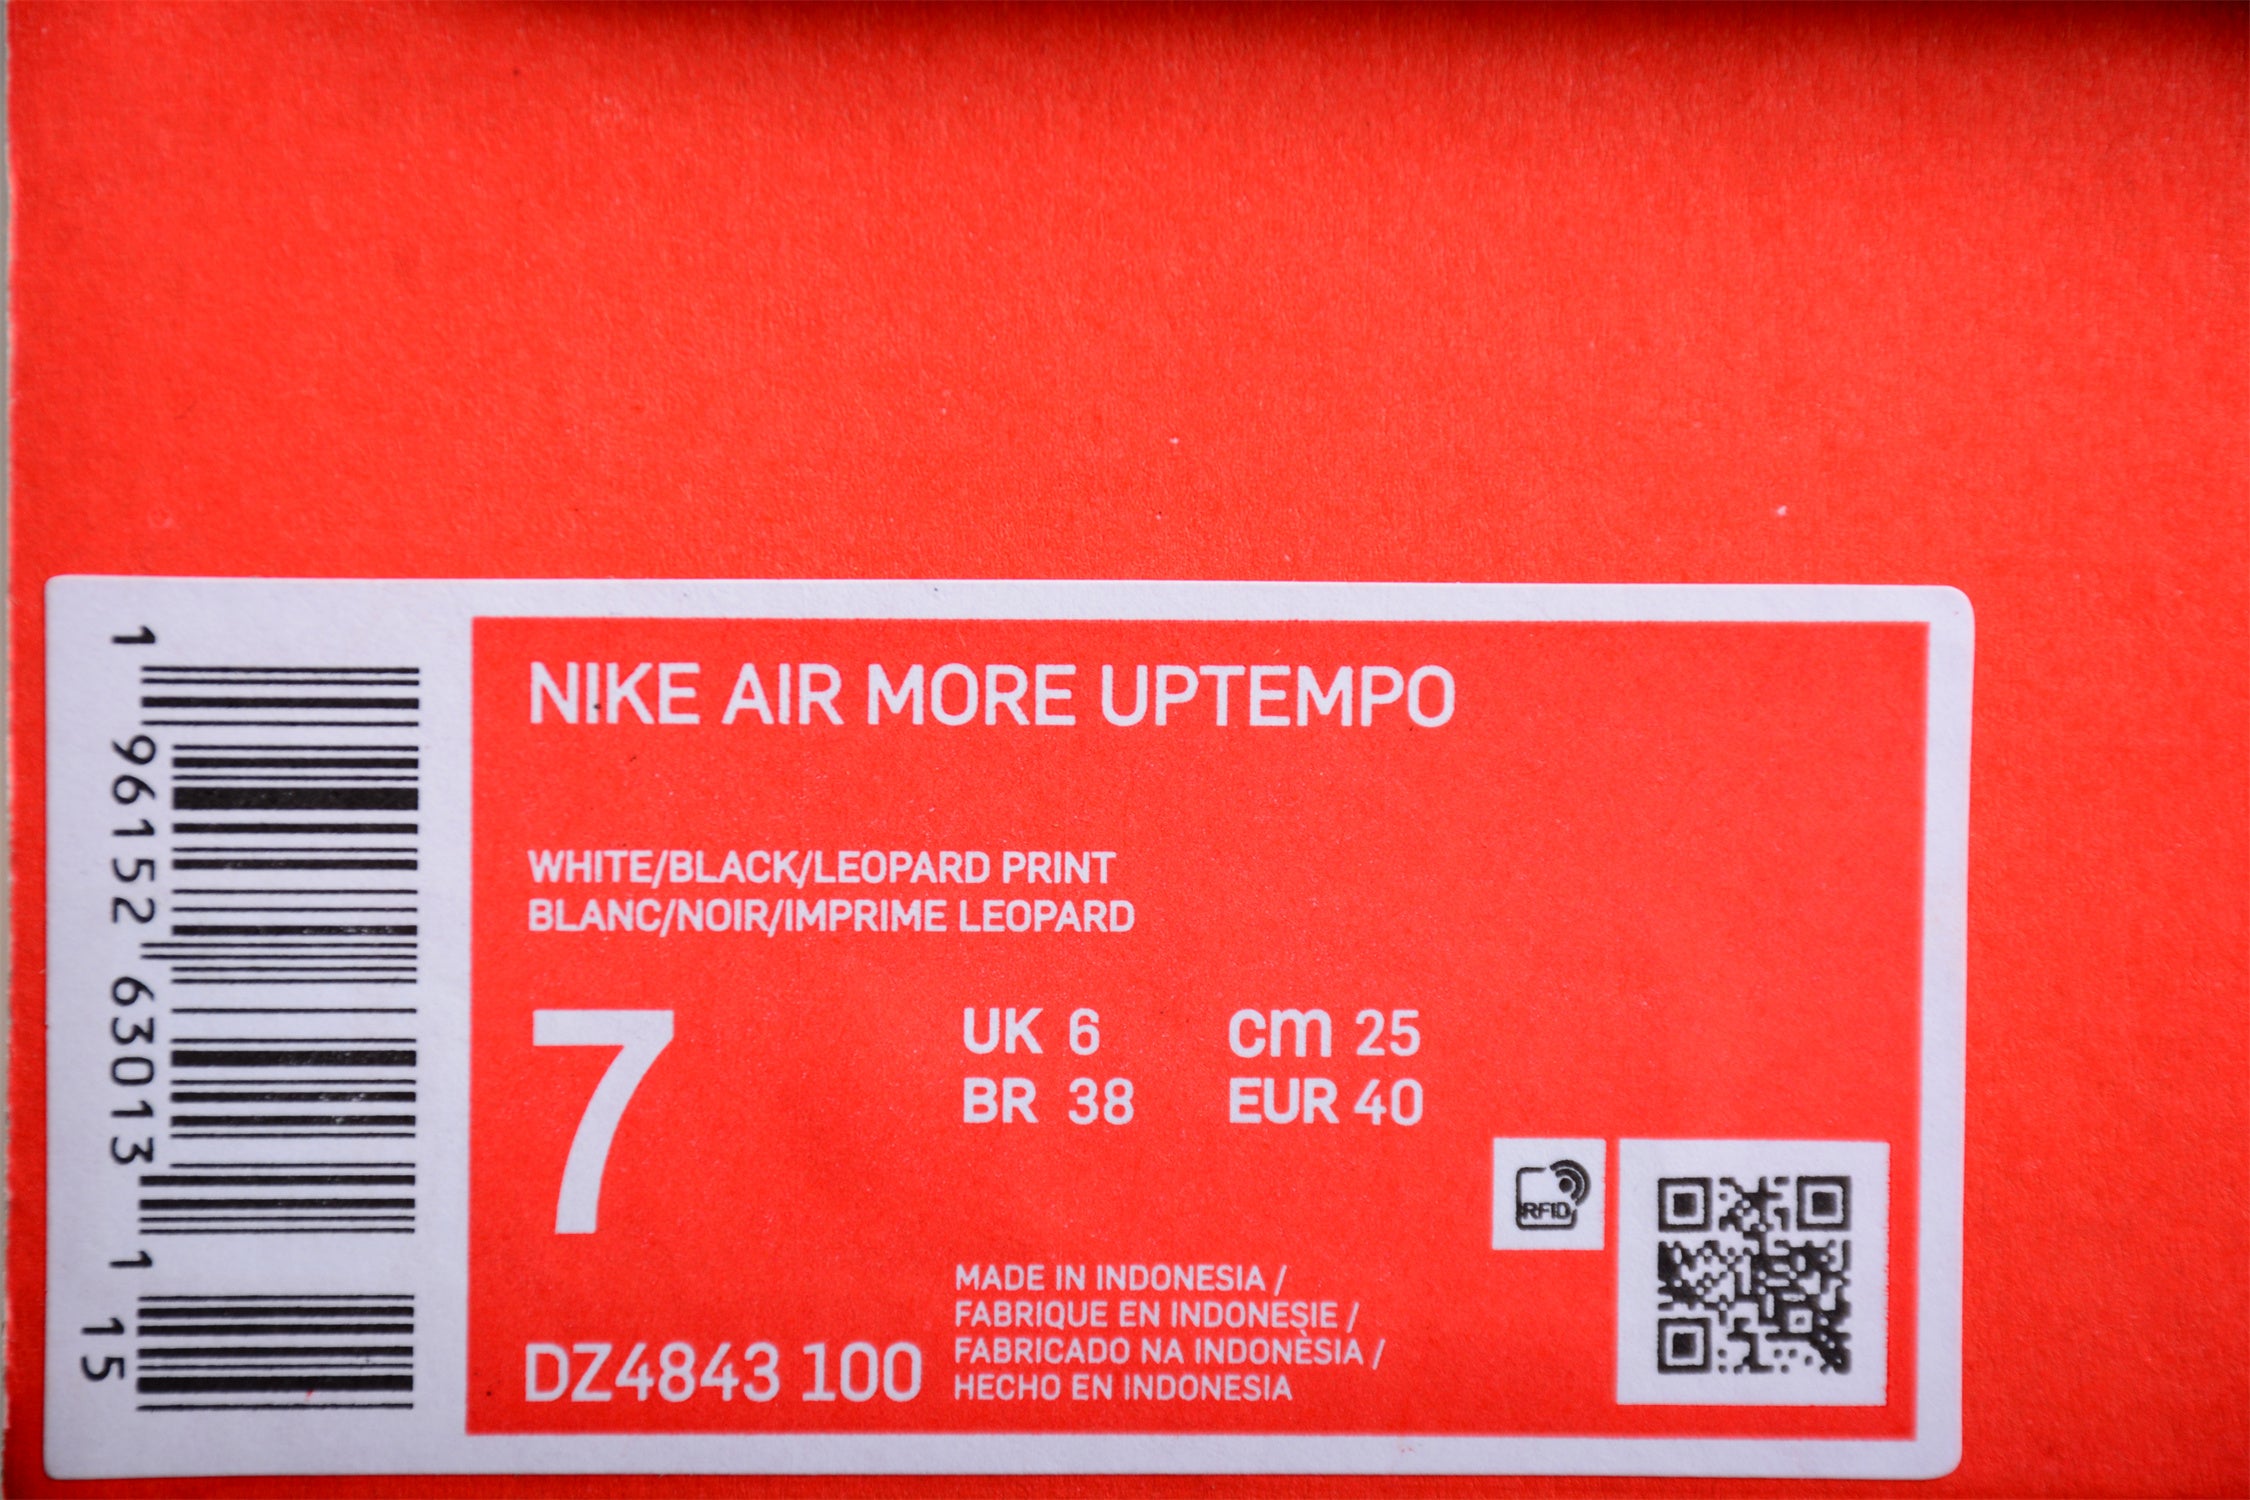 NIKE AIR MORE UPTEMPO
WHITE/BLACK/LEOPARD PRINT
BLANC/NOIR/IMPRIME LEOPARD
7
UK 6
cm 25
BR 38
EUR 40
RFID
MADE IN INDONESIA /
FABRIQUE EN INDONESIE /
FABRICADO NA INDONÈSIA /
HECHO EN INDONESIA
DZ4843 100
1 96152 63013 1 15